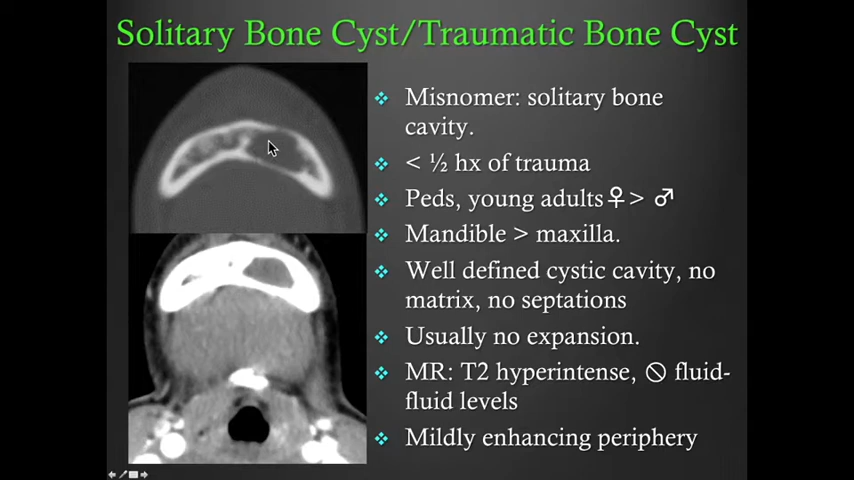 Solitary Bone Cyst/Traumatic Bone Cyst
Misnomer: solitary bone
cavity.
< ½ hx of trauma
Peds, young adults♀> ♂
Mandible > maxilla.
Well defined cystic cavity, no
matrix, no septations
Usually no expansion.
MR: T2 hyperintense, 🛇 fluid-
fluid levels
Mildly enhancing periphery